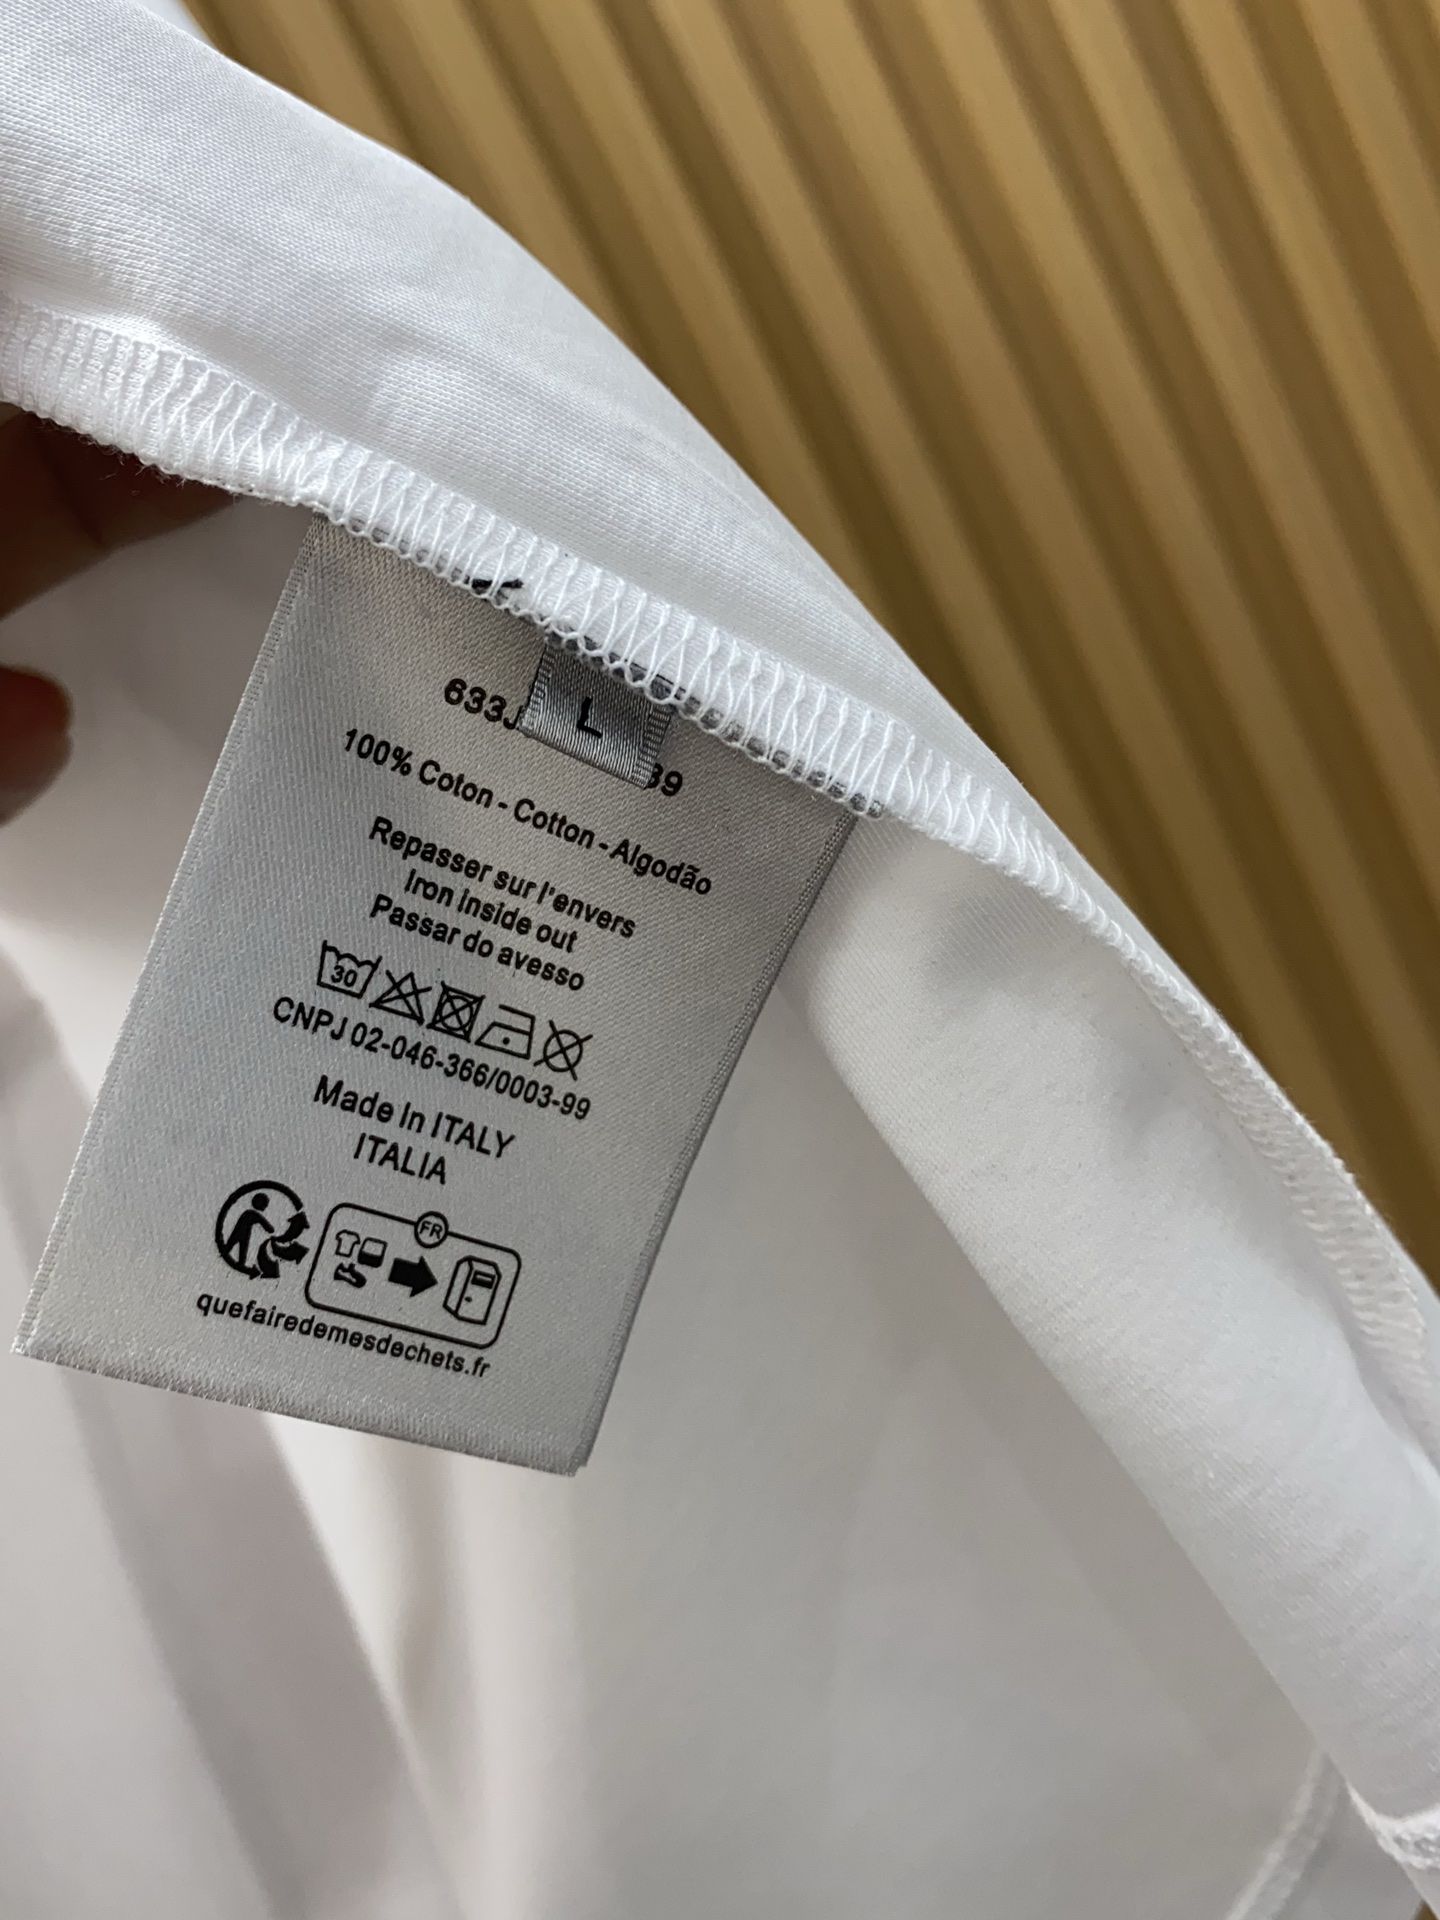 633J
L
39
100% Coton - Cotton - Algodão
Repasser sur l'envers
Iron inside out
Passar do avesso
30
CNPJ 02-046-366/0003-99
Made in ITALY
ITALIA
FR
quefairedemesdechets.fr